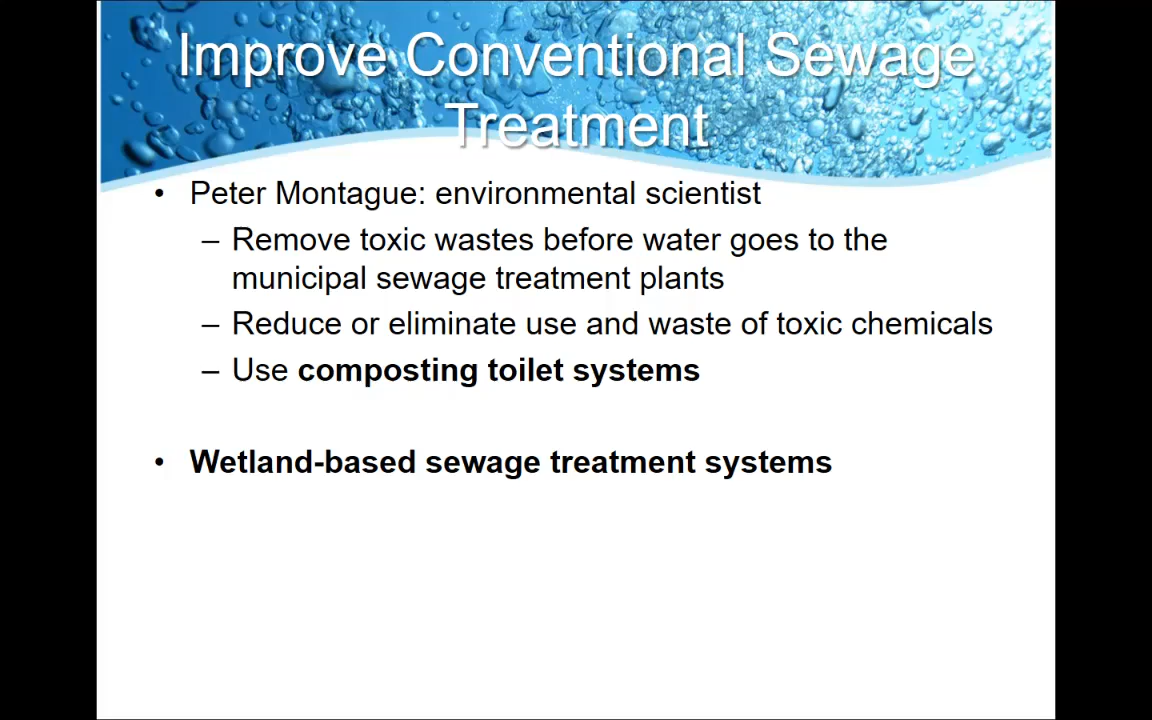 Improve Conventional Sewage
Treatment
• Peter Montague: environmental scientist
– Remove toxic wastes before water goes to the
municipal sewage treatment plants
– Reduce or eliminate use and waste of toxic chemicals
– Use composting toilet systems
• Wetland-based sewage treatment systems